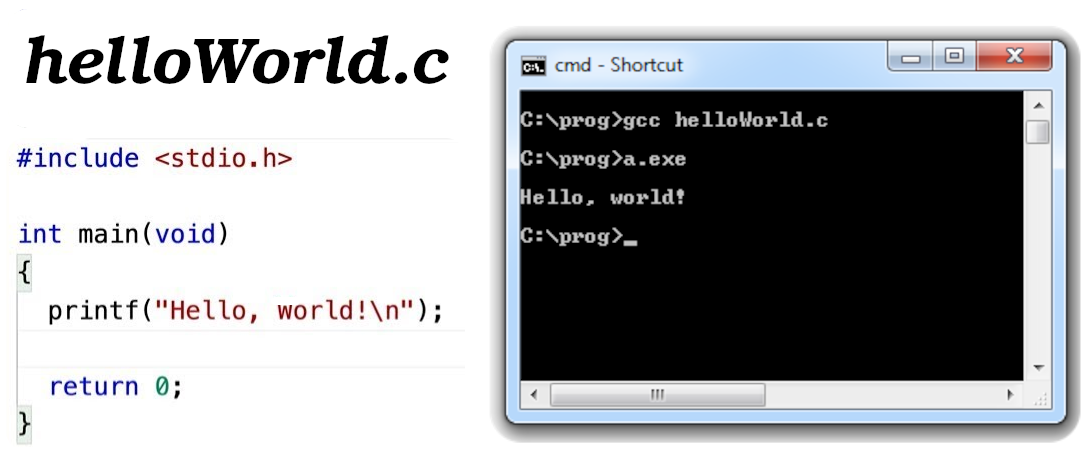 helloWorld.c
#include <stdio.h>
int main(void)
{
printf("Hello, world!\n");
return 0;
}
C:\. cmd - Shortcut
C:\prog>gcc helloWorld.c
C:\prog>a.exe
Hello, world!
C:\prog>_